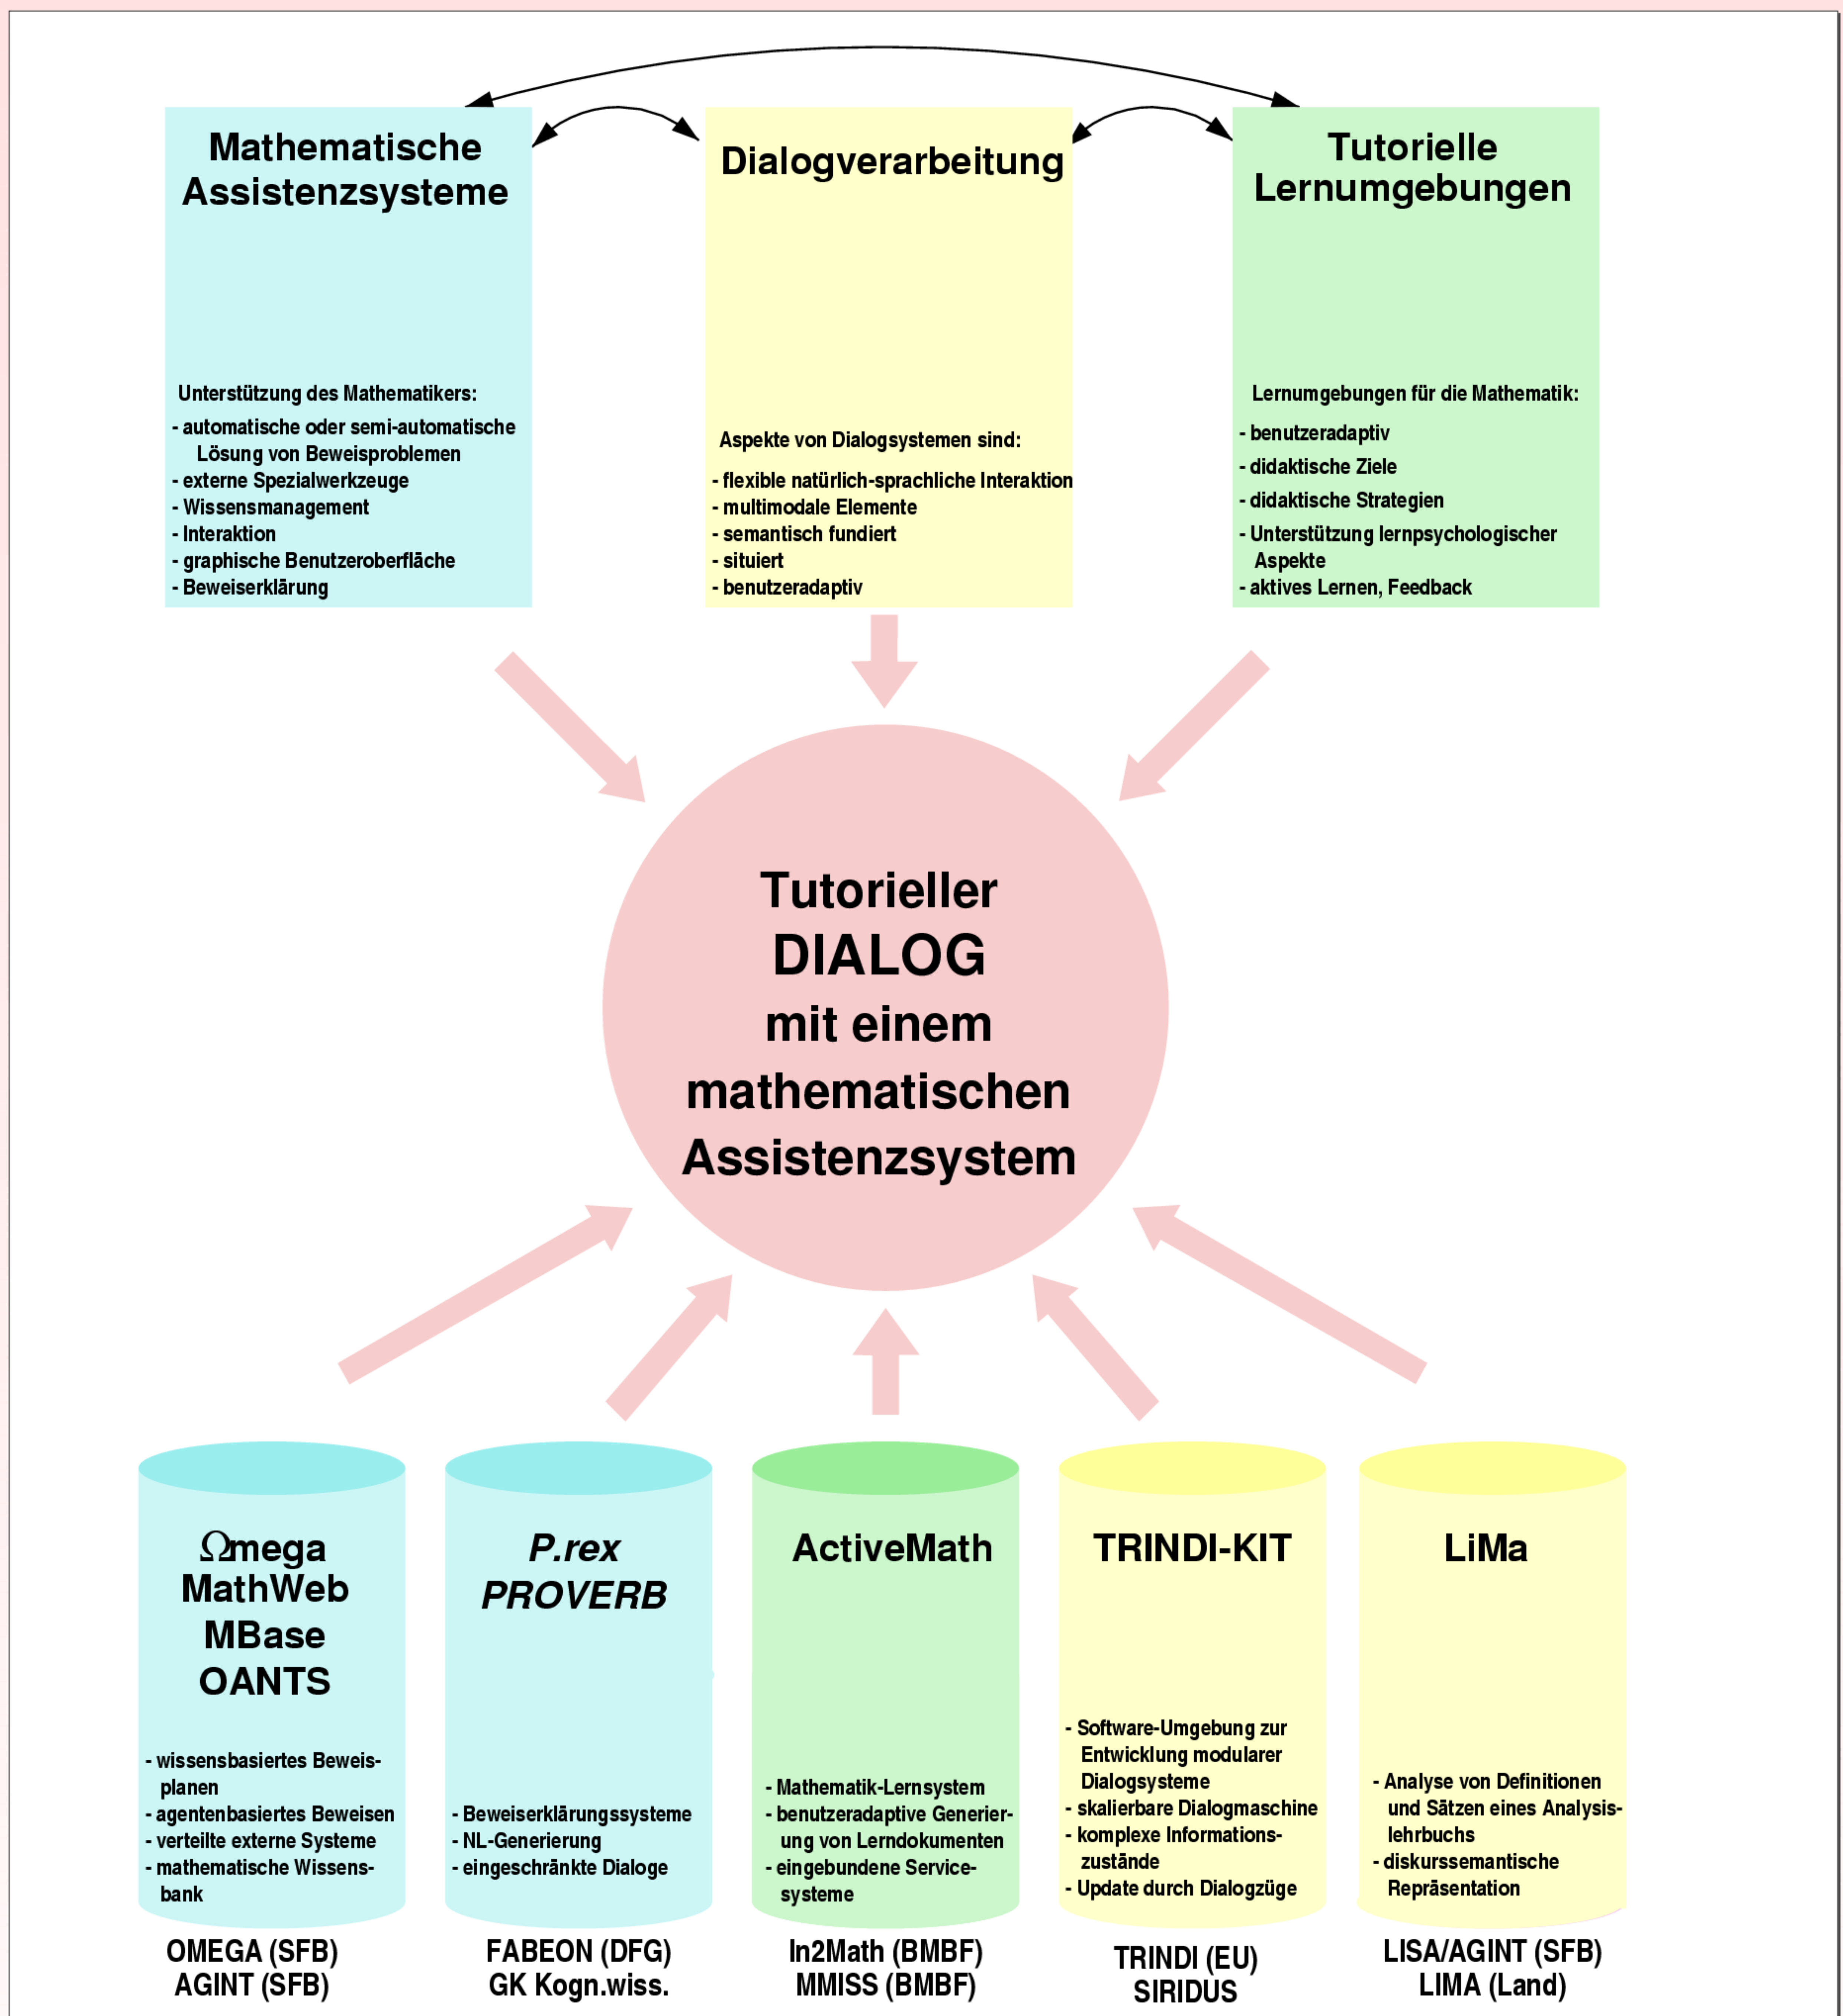 Mathematische
Assistenzsysteme
Unterstützung des Mathematikers:
- automatische oder semi-automatische
Lösung von Beweisproblemen
- externe Spezialwerkzeuge
- Wissensmanagement
- Interaktion
- graphische Benutzeroberfläche
- Beweiserklärung
Dialogverarbeitung
Aspekte von Dialogsystemen sind:
- flexible natürlich-sprachliche Interaktion
- multimodale Elemente
- semantisch fundiert
- situiert
- benutzeradaptiv
Tutorielle
Lernumgebungen
Lernumgebungen für die Mathematik:
- benutzeradaptiv
- didaktische Ziele
- didaktische Strategien
- Unterstützung lernpsychologischer
Aspekte
- aktives Lernen, Feedback
Tutorieller
DIALOG
mit einem
mathematischen
Assistenzsystem
Ωmega
MathWeb
MBase
OANTS
- wissensbasiertes Beweis-
planen
- agentenbasiertes Beweisen
- verteilte externe Systeme
- mathematische Wissens-
bank
OMEGA (SFB)
AGINT (SFB)
P.rex
PROVERB
- Beweiserklärungssysteme
- NL-Generierung
- eingeschränkte Dialoge
FABEON (DFG)
GK Kogn.wiss.
ActiveMath
- Mathematik-Lernsystem
- benutzeradaptive Generier-
ung von Lerndokumenten
- eingebundene Service-
systeme
In2Math (BMBF)
MMISS (BMBF)
TRINDI-KIT
- Software-Umgebung zur
Entwicklung modularer
Dialogsysteme
- skalierbare Dialogmaschine
- komplexe Informations-
zustände
- Update durch Dialogzüge
TRINDI (EU)
SIRIDUS
LiMa
- Analyse von Definitionen
und Sätzen eines Analysis-
lehrbuchs
- diskurssemantische
Repräsentation
LISA/AGINT (SFB)
LIMA (Land)